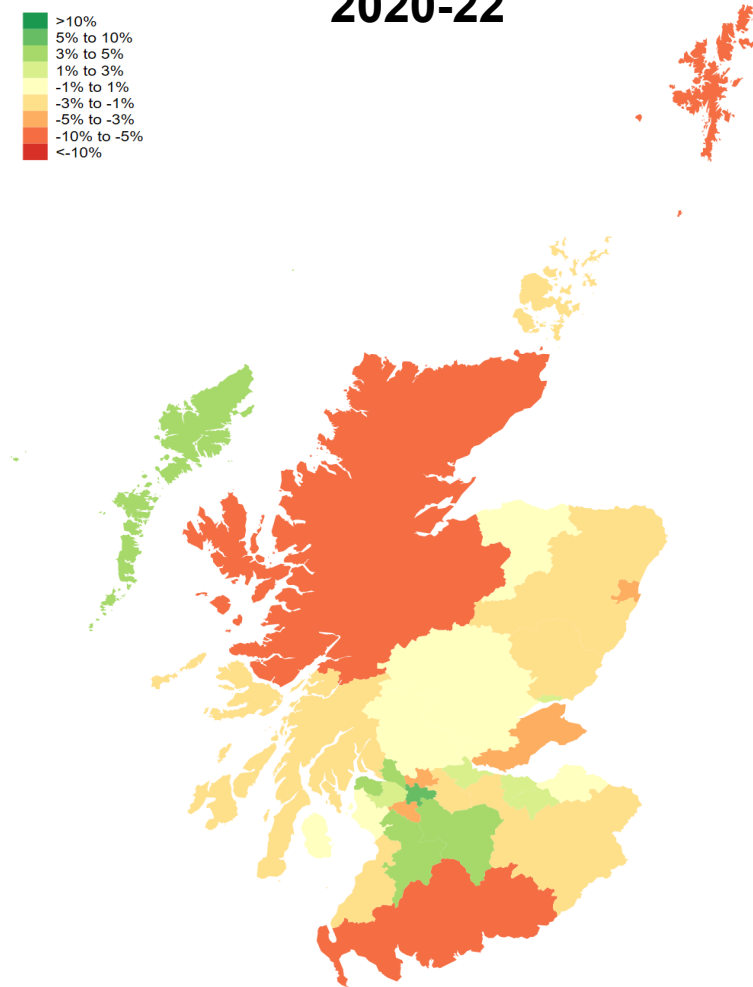 2020-22
>10%
5% to 10%
3% to 5%
1% to 3%
-1% to 1%
-3% to -1%
-5% to -3%
-10% to -5%
<-10%